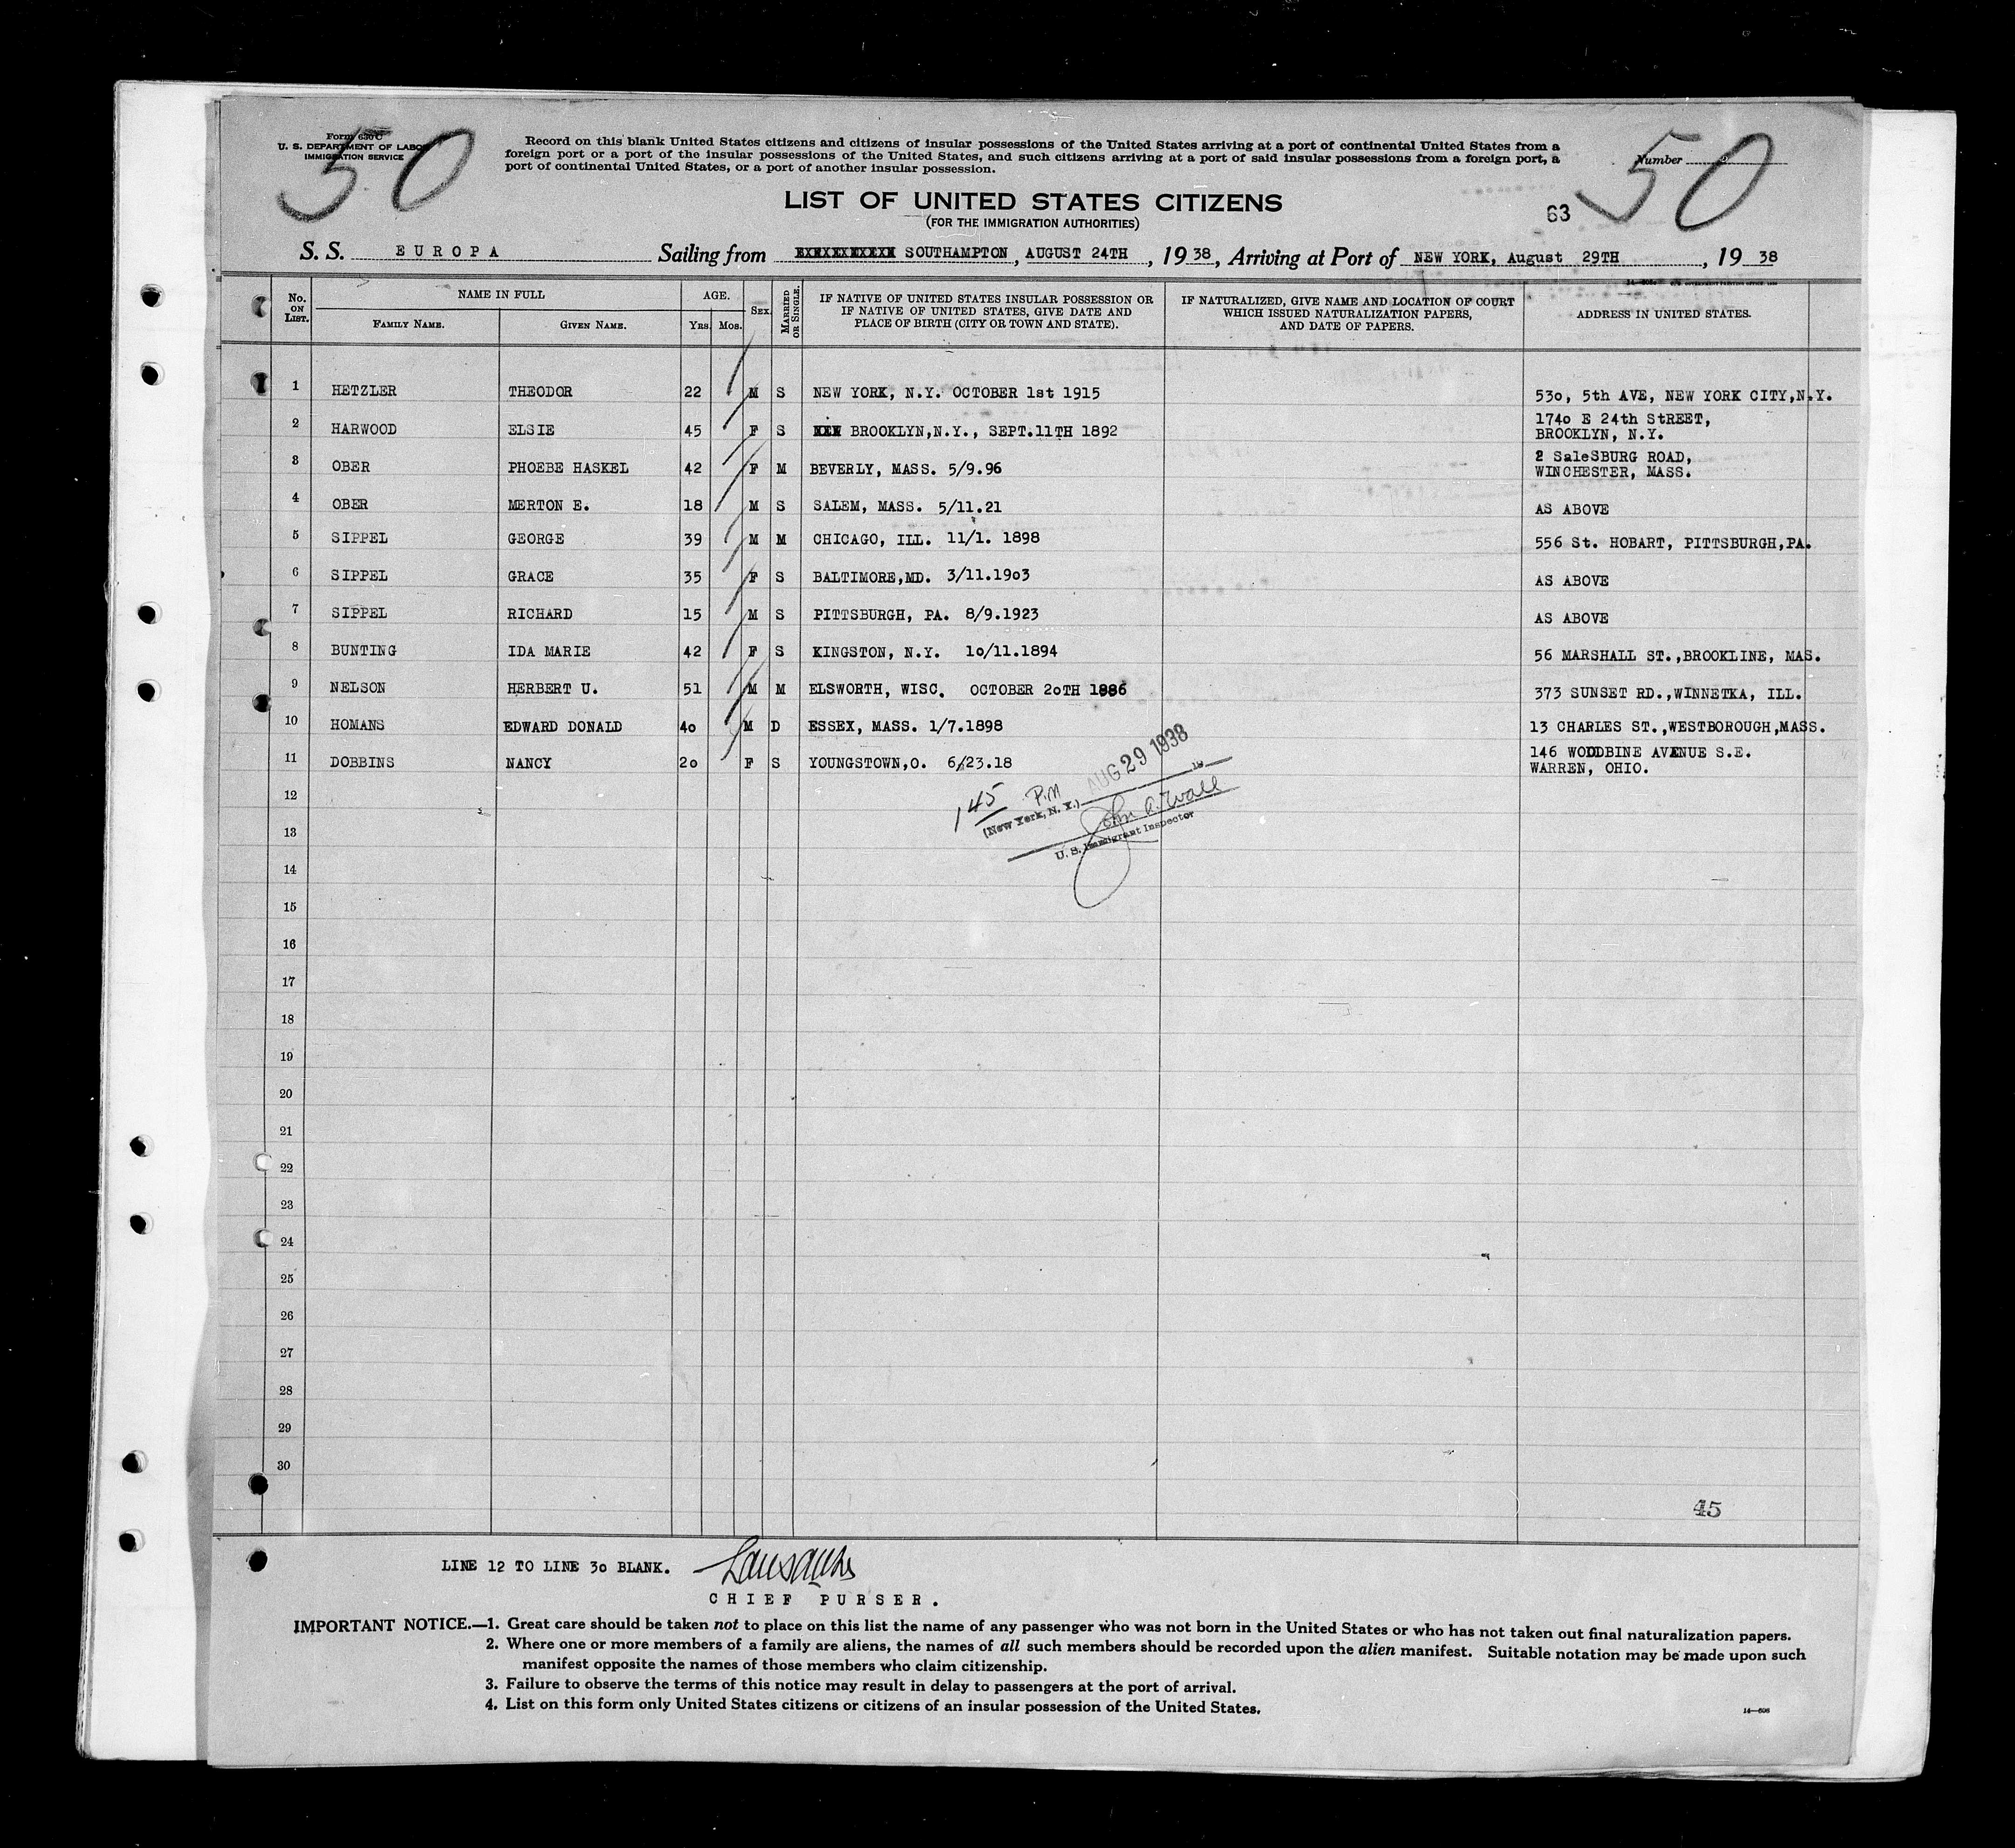 50
Form 630 C
U. S. DEPARTMENT OF LABOR
IMMIGRATION SERVICE
Record on this blank United States citizens and citizens of insular possessions of the United States arriving at a port of continental United States from a
foreign port or a port of the insular possessions of the United States, and such citizens arriving at a port of said insular possessions from a foreign port, a
port of continental United States, or a port of another insular possession.
Number
50
LIST OF UNITED STATES CITIZENS
(FOR THE IMMIGRATION AUTHORITIES)
63
S. S. EUROPA Sailing from SOUTHAMPTON, AUGUST 24TH, 19 38, Arriving at Port of NEW YORK, August 29TH, 19 38
No. ON LIST. NAME IN FULL AGE. SEX. MARRIED OR SINGLE. IF NATIVE OF UNITED STATES INSULAR POSSESSION OR IF NATIVE OF UNITED STATES, GIVE DATE AND PLACE OF BIRTH (CITY OR TOWN AND STATE). IF NATURALIZED, GIVE NAME AND LOCATION OF COURT WHICH ISSUED NATURALIZATION PAPERS, AND DATE OF PAPERS. ADDRESS IN UNITED STATES.
FAMILY NAME. GIVEN NAME. Yrs. Mos.
1 HETZLER THEODOR 22 M S NEW YORK, N.Y. OCTOBER 1st 1915 530, 5th AVE, NEW YORK CITY,N.Y.
2 HARWOOD ELSIE 45 F S BROOKLYN,N.Y., SEPT.11TH 1892 1740 E 24th StREET,
BROOKLYN, N.Y.
3 OBER PHOEBE HASKEL 42 F M BEVERLY, MASS. 5/9.96 2 SaleSBURG ROAD,
WINCHESTER, MASS.
4 OBER MERTON E. 18 M S SALEM, MASS. 5/11.21 AS ABOVE
5 SIPPEL GEORGE 39 M M CHICAGO, ILL. 11/1. 1898 556 St. HOBART, PITTSBURGH,PA.
6 SIPPEL GRACE 35 F S BALTIMORE,MD. 3/11.1903 AS ABOVE
7 SIPPEL RICHARD 15 M S PITTSBURGH, PA. 8/9.1923 AS ABOVE
8 BUNTING IDA MARIE 42 F S KINGSTON, N.Y. 10/11.1894 56 MARSHALL ST.,BROOKLINE, MAS.
9 NELSON HERBERT U. 51 M M ELSWORTH, WISC. OCTOBER 20TH 1886 373 SUNSET RD.,WINNETKA, ILL.
10 HOMANS EDWARD DONALD 40 M D ESSEX, MASS. 1/7.1898 13 CHARLES ST.,WESTBOROUGH,MASS.
11 DOBBINS NANCY 20 F S YOUNGSTOWN,O. 6/23.18 146 WOODBINE AVENUE S.E.
WARREN, OHIO.
12
145 P.M AUG 29 1938
(New York, N. Y.) 19
John A. Wall
U. S. Immigrant Inspector
13
14
15
16
17
18
19
20
21
22
23
24
25
26
27
28
29
30
45
LINE 12 TO LINE 30 BLANK.
CHIEF PURSER.
IMPORTANT NOTICE.—1. Great care should be taken not to place on this list the name of any passenger who was not born in the United States or who has not taken out final naturalization papers.
2. Where one or more members of a family are aliens, the names of all such members should be recorded upon the alien manifest. Suitable notation may be made upon such
manifest opposite the names of those members who claim citizenship.
3. Failure to observe the terms of this notice may result in delay to passengers at the port of arrival.
4. List on this form only United States citizens or citizens of an insular possession of the United States.
14—606